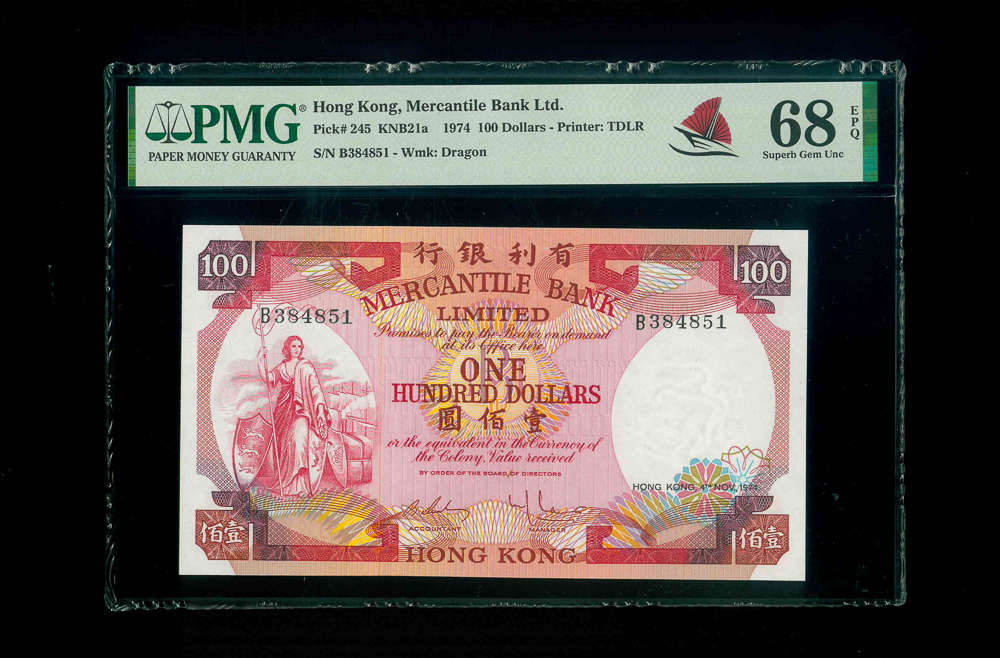 PMG®
PAPER MONEY GUARANTY
Hong Kong, Mercantile Bank Ltd.
Pick# 245 KNB21a 1974 100 Dollars - Printer: TDLR
S/N B384851 - Wmk: Dragon
68
EPQ
Superb Gem Unc
行銀利有
100
100
MERCANTILE BANK
LIMITED
B384851
B384851
Promises to pay the Bearer on demand
at its Office here
ONE
HUNDRED DOLLARS
圓佰壹
or the equivalent in the Currency of
the Colony, Value received
BY ORDER OF THE BOARD OF DIRECTORS
HONG KONG, 4TH NOV, 1974
ACCOUNTANT
MANAGER
佰壹
佰壹
HONG KONG